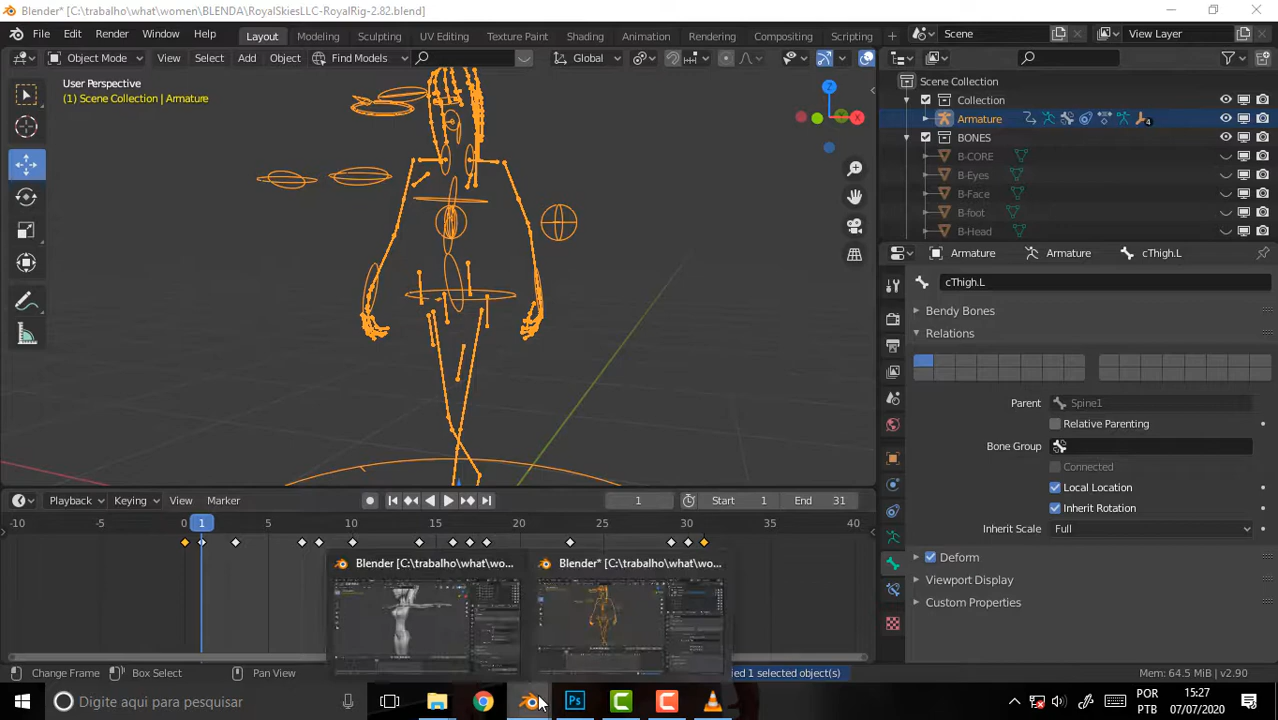 Blender* [C:\trabalho\what\women\BLENDA\RoyalSkiesLLC-RoyalRig-2.82.blend]
File Edit Render Window Help Layout Modeling Sculpting UV Editing Texture Paint Shading Animation Rendering Compositing Scripting Scene View Layer
Object Mode View Select Add Object Find Models Global
User Perspective
(1) Scene Collection | Armature
Scene Collection
Collection
Armature 4
BONES
B-CORE
B-Eyes
B-Face
B-foot
B-Head
Armature Armature cThigh.L
cThigh.L
Bendy Bones
Relations
Parent Spine1
Relative Parenting
Bone Group
Connected
Local Location
Inherit Rotation
Inherit Scale Full
Deform
Viewport Display
Custom Properties
Playback Keying View Marker 1 Start 1 End 31
-10 -5 0 1 5 10 15 20 25 30 35 40
Blender [C:\trabalho\what\wo... Blender* [C:\trabalho\what\wo...
Change Frame Box Select Pan View ied 1 selected object(s) Mem: 64.5 MiB | v2.90
Digite aqui para pesquisar
POR 15:27
PTB 07/07/2020
X
Z
Ps